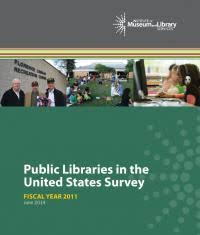 INSTITUTE of
Museum and Library
SERVICES
Public Libraries in the
United States Survey
FISCAL YEAR 2011
June 2014